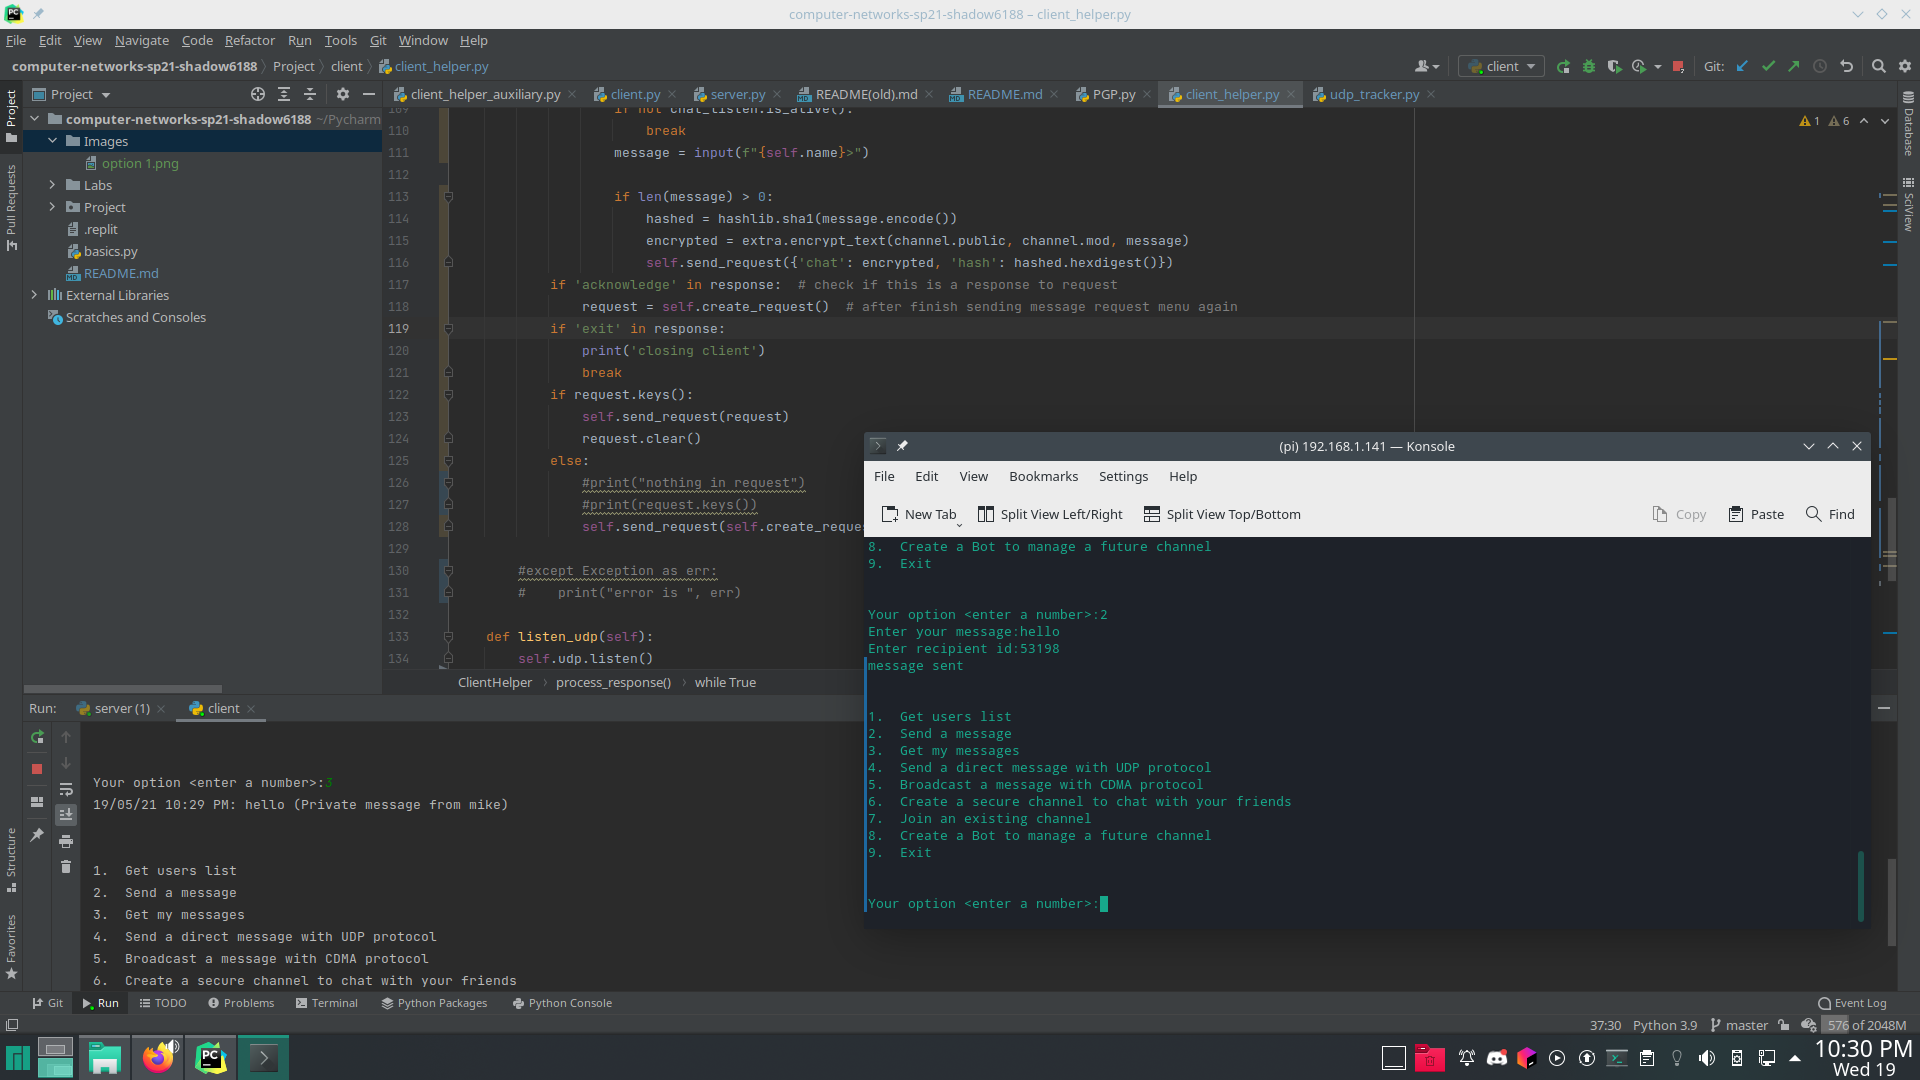 computer-networks-sp21-shadow6188 – client_helper.py
File Edit View Navigate Code Refactor Run Tools Git Window Help
computer-networks-sp21-shadow6188 Project client client_helper.py
client Git:
Project
client_helper_auxiliary.py client.py server.py README(old).md README.md PGP.py client_helper.py udp_tracker.py
computer-networks-sp21-shadow6188 ~/Pycharm
Images
option 1.png
Labs
Project
.replit
basics.py
README.md
External Libraries
Scratches and Consoles
Project
Pull Requests
Structure
Favorites
Database
SciView
1 6
109 if not chat_listen.is_alive():
110 break
111 message = input(f"{self.name}>")
112
113 if len(message) > 0:
114 hashed = hashlib.sha1(message.encode())
115 encrypted = extra.encrypt_text(channel.public, channel.mod, message)
116 self.send_request({'chat': encrypted, 'hash': hashed.hexdigest()})
117 if 'acknowledge' in response:  # check if this is a response to request
118 request = self.create_request()  # after finish sending message request menu again
119 if 'exit' in response:
120 print('closing client')
121 break
122 if request.keys():
123 self.send_request(request)
124 request.clear()
125 else:
126 #print("nothing in request")
127 #print(request.keys())
128 self.send_request(self.create_reque
129
130 #except Exception as err:
131 #    print("error is ", err)
132
133 def listen_udp(self):
134 self.udp.listen()
ClientHelper process_response() while True
Run: server (1) client
Your option <enter a number>:3
19/05/21 10:29 PM: hello (Private message from mike)
1.  Get users list
2.  Send a message
3.  Get my messages
4.  Send a direct message with UDP protocol
5.  Broadcast a message with CDMA protocol
6.  Create a secure channel to chat with your friends
(pi) 192.168.1.141 — Konsole
File Edit View Bookmarks Settings Help
New Tab Split View Left/Right Split View Top/Bottom Copy Paste Find
8.  Create a Bot to manage a future channel
9.  Exit
Your option <enter a number>:2
Enter your message:hello
Enter recipient id:53198
message sent
1.  Get users list
2.  Send a message
3.  Get my messages
4.  Send a direct message with UDP protocol
5.  Broadcast a message with CDMA protocol
6.  Create a secure channel to chat with your friends
7.  Join an existing channel
8.  Create a Bot to manage a future channel
9.  Exit
Your option <enter a number>:
Git Run TODO Problems Terminal Python Packages Python Console Event Log
37:30 Python 3.9 master 576 of 2048M
PC
10:30 PM
Wed 19